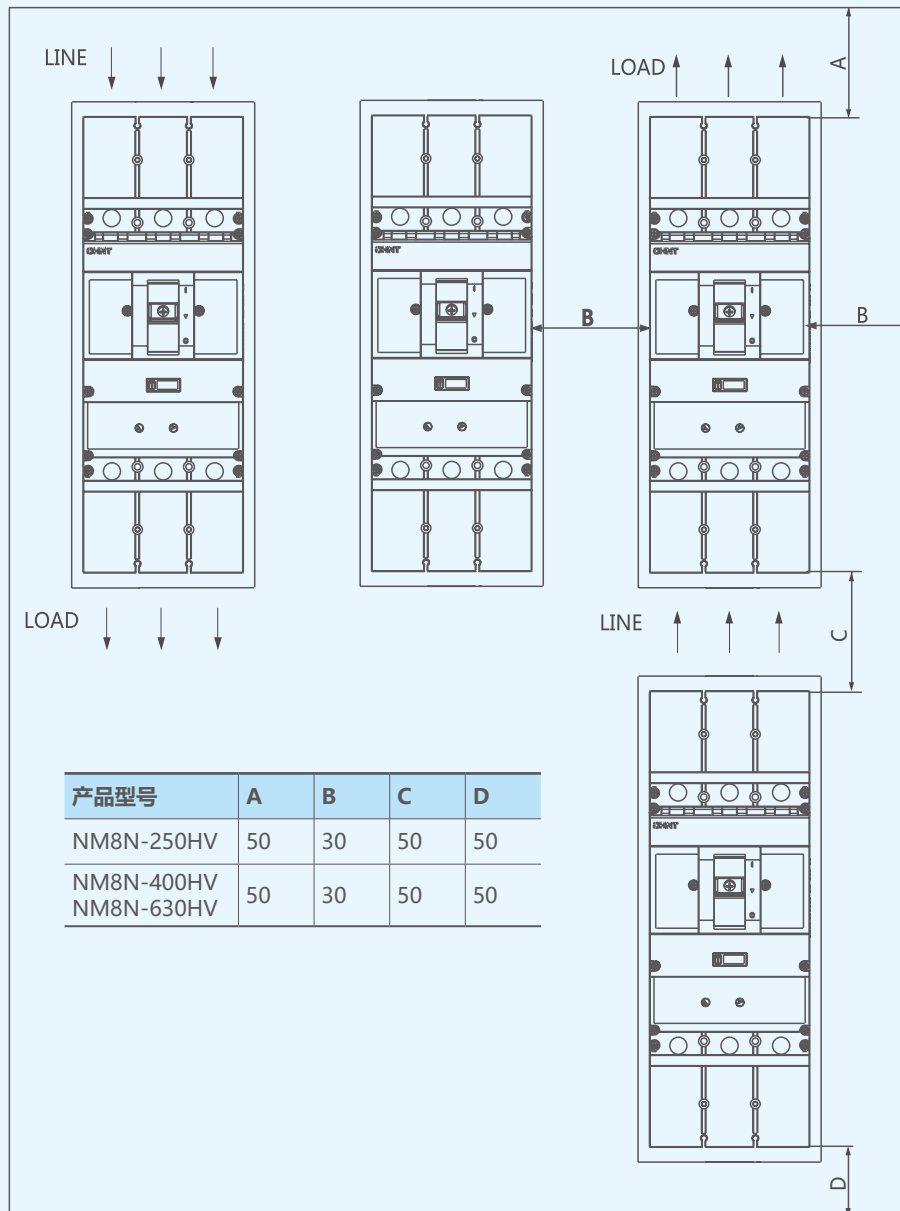 LINE
LOAD
A
CHNT
CHNT
B
B
LOAD
LINE
C
产品型号 A B C D
NM8N-250HV 50 30 50 50
NM8N-400HV
NM8N-630HV 50 30 50 50
CHNT
D